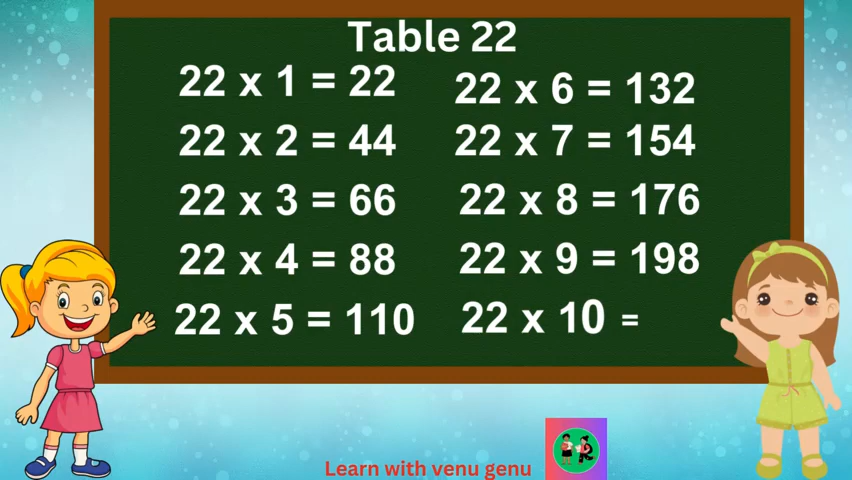 Table 22
22 x 1 = 22
22 x 2 = 44
22 x 3 = 66
22 x 4 = 88
22 x 5 = 110
22 x 6 = 132
22 x 7 = 154
22 x 8 = 176
22 x 9 = 198
22 x 10 =
Learn with venu genu